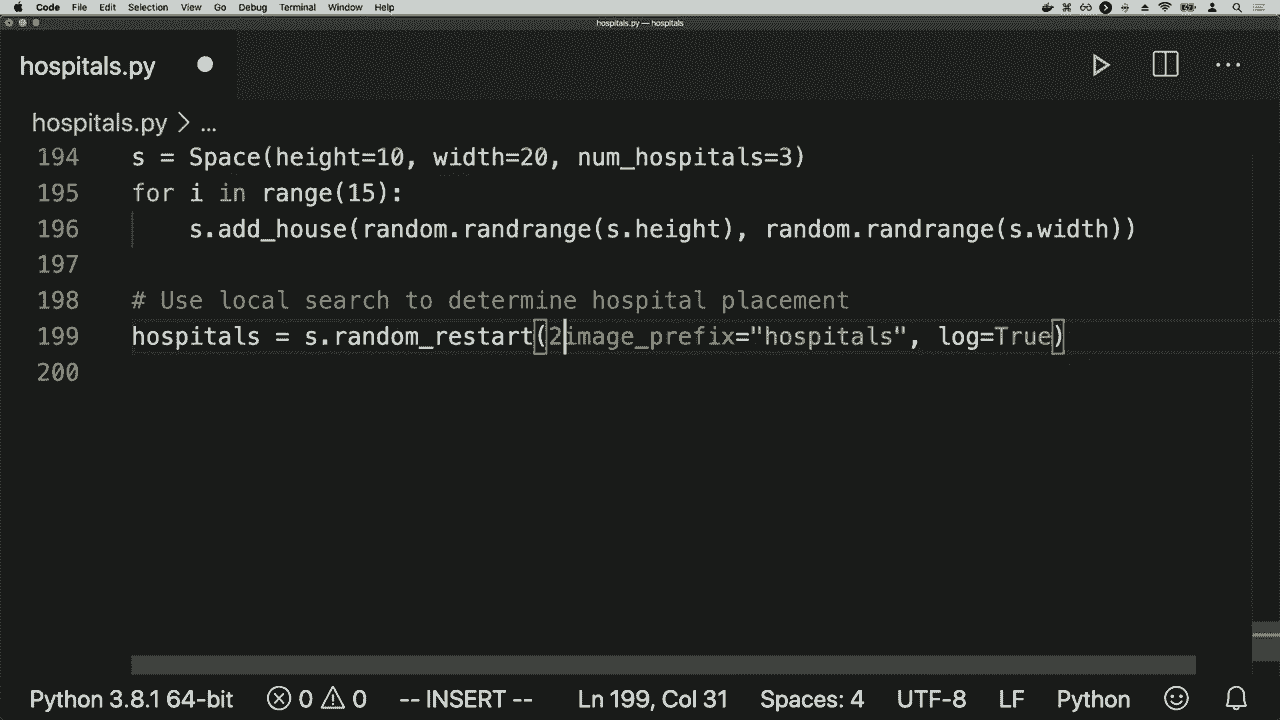 Code File Edit Selection View Go Debug Terminal Window Help
hospitals.py — hospitals
hospitals.py
hospitals.py > ...
194 s = Space(height=10, width=20, num_hospitals=3)
195 for i in range(15):
196     s.add_house(random.randrange(s.height), random.randrange(s.width))
197
198 # Use local search to determine hospital placement
199 hospitals = s.random_restart(2image_prefix="hospitals", log=True)
200
Python 3.8.1 64-bit 0 0 -- INSERT -- Ln 199, Col 31 Spaces: 4 UTF-8 LF Python